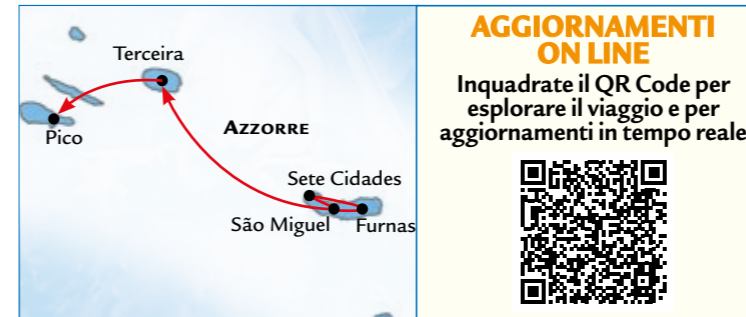 Terceira
Pico
AZZORRE
Sete Cidades
São Miguel
Furnas
AGGIORNAMENTI
ON LINE
Inquadrate il QR Code per
esplorare il viaggio e per
aggiornamenti in tempo reale